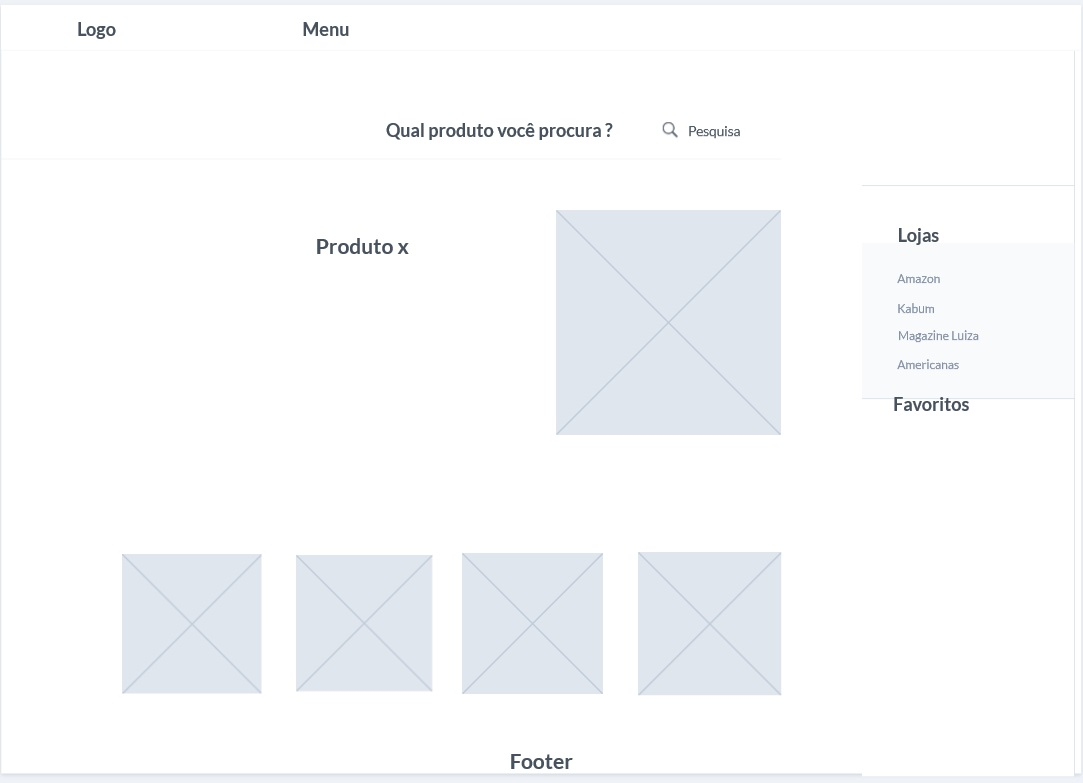 Logo
Menu
Qual produto você procura ?
Pesquisa
Produto x
Lojas
Amazon
Kabum
Magazine Luiza
Americanas
Favoritos
Footer